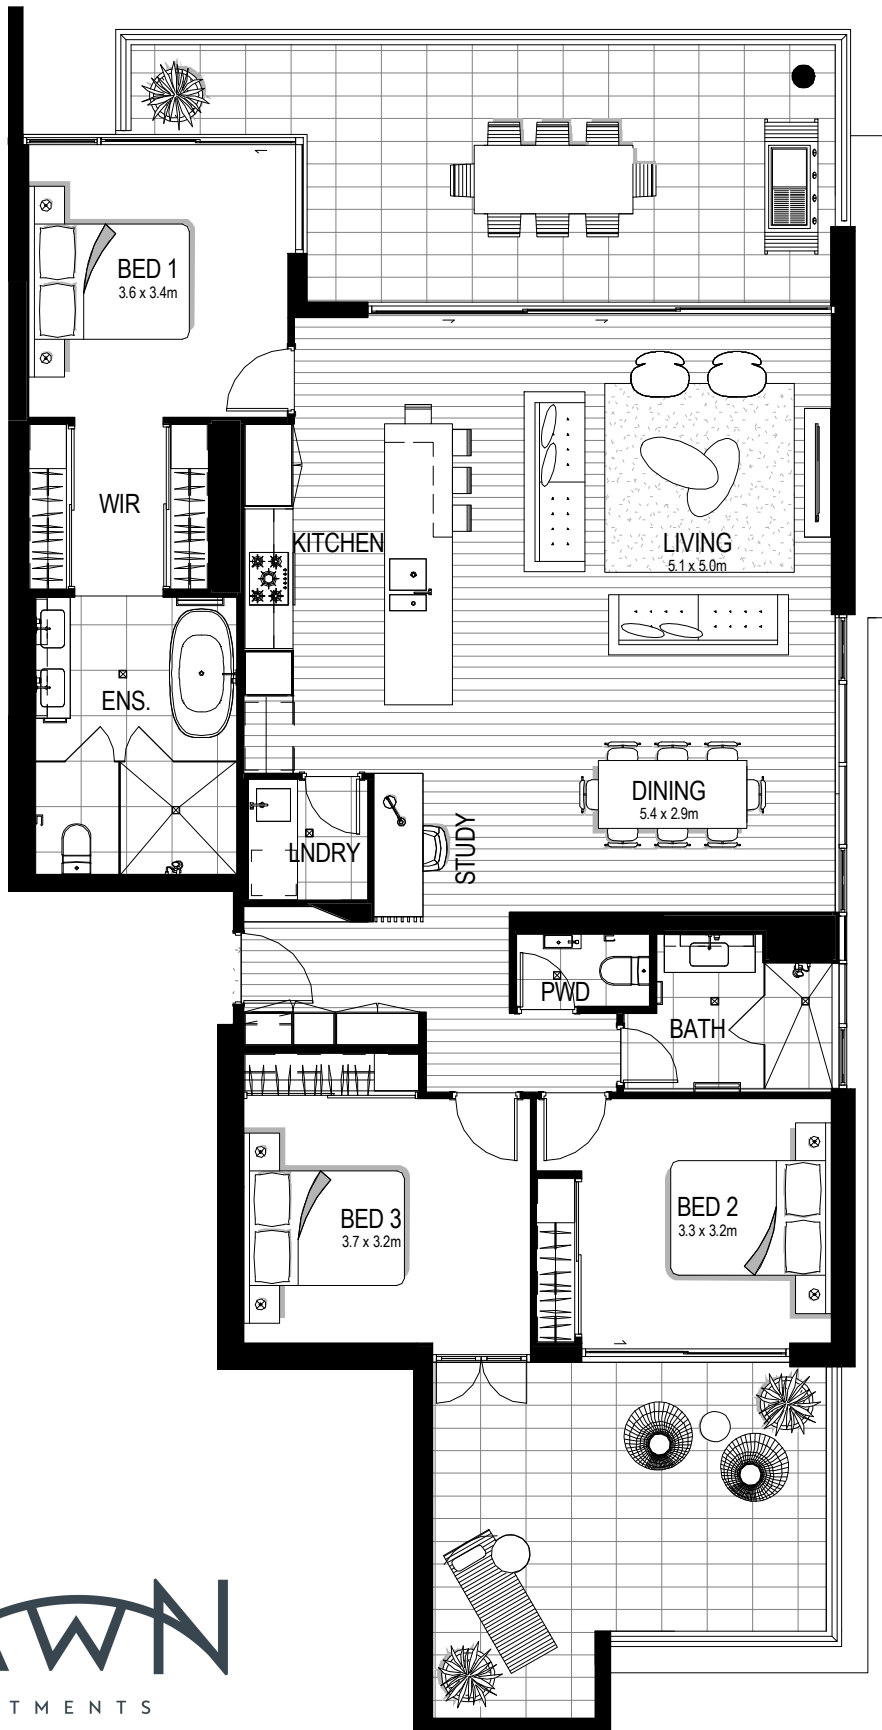 BED 1
3.6 x 3.4m
WIR
KITCHEN
LIVING
5.1 x 5.0m
ENS.
DINING
5.4 x 2.9m
STUDY
LNDRY
PWD
BATH
BED 3
3.7 x 3.2m
BED 2
3.3 x 3.2m
AWN
TMENTS